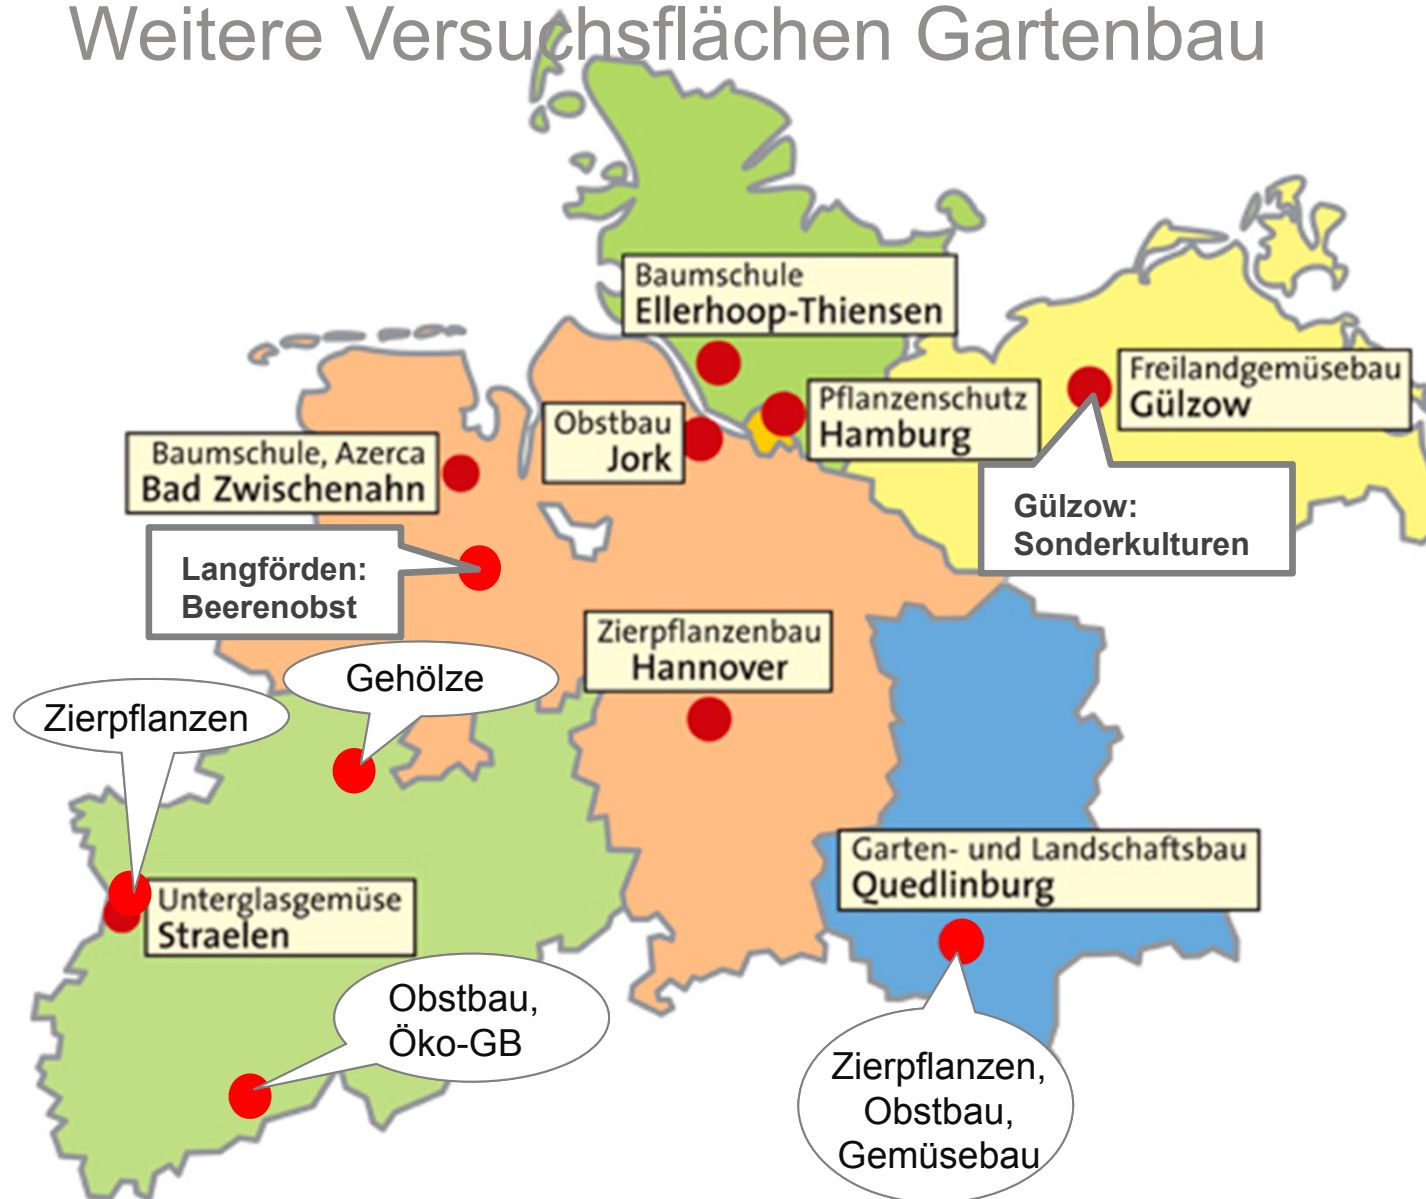 Weitere Versuchsflächen Gartenbau
Baumschule
Ellerhoop-Thiensen
Freilandgemüsebau
Gülzow
Pflanzenschutz
Hamburg
Obstbau
Jork
Baumschule, Azerca
Bad Zwischenahn
Gülzow:
Sonderkulturen
Langförden:
Beerenobst
Zierpflanzenbau
Hannover
Gehölze
Zierpflanzen
Garten- und Landschaftsbau
Quedlinburg
Unterglasgemüse
Straelen
Obstbau,
Öko-GB
Zierpflanzen,
Obstbau,
Gemüsebau